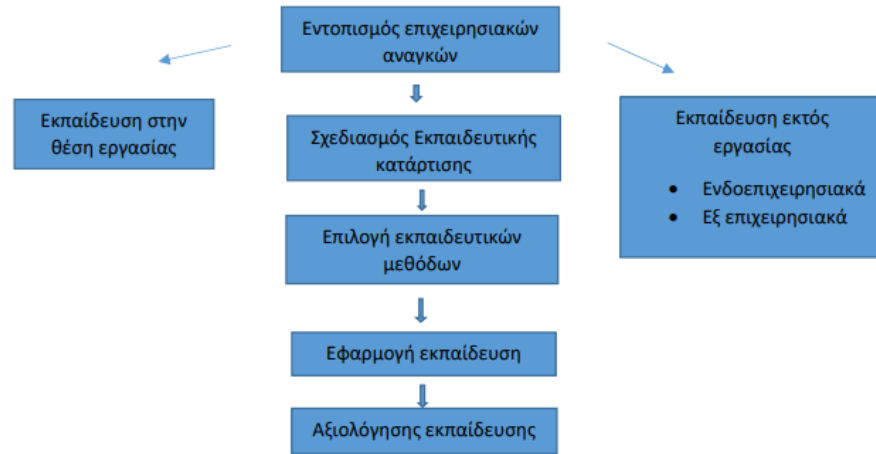 Εντοπισμός επιχειρησιακών
αναγκών
Εκπαίδευση στην
θέση εργασίας
Σχεδιασμός Εκπαιδευτικής
κατάρτισης
Εκπαίδευση εκτός
εργασίας
• Ενδοεπιχειρησιακά
• Εξ επιχειρησιακά
Επιλογή εκπαιδευτικών
μεθόδων
Εφαρμογή εκπαίδευση
Αξιολόγησης εκπαίδευσης